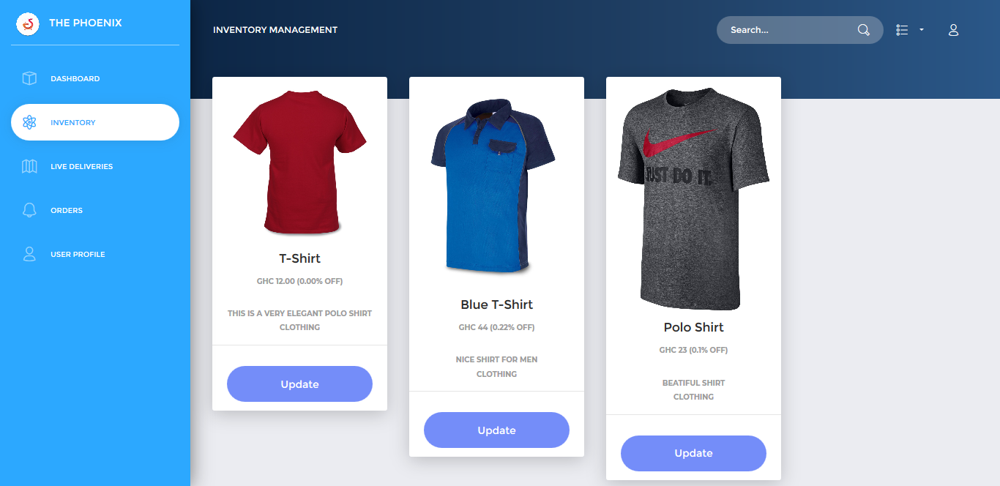 THE PHOENIX
DASHBOARD
INVENTORY
LIVE DELIVERIES
ORDERS
USER PROFILE
INVENTORY MANAGEMENT
Search...
T-Shirt
GHC 12.00 (0.00% OFF)
THIS IS A VERY ELEGANT POLO SHIRT
CLOTHING
Update
Blue T-Shirt
GHC 44 (0.22% OFF)
NICE SHIRT FOR MEN
CLOTHING
Update
JUST DO IT.
Polo Shirt
GHC 23 (0.1% OFF)
BEATIFUL SHIRT
CLOTHING
Update